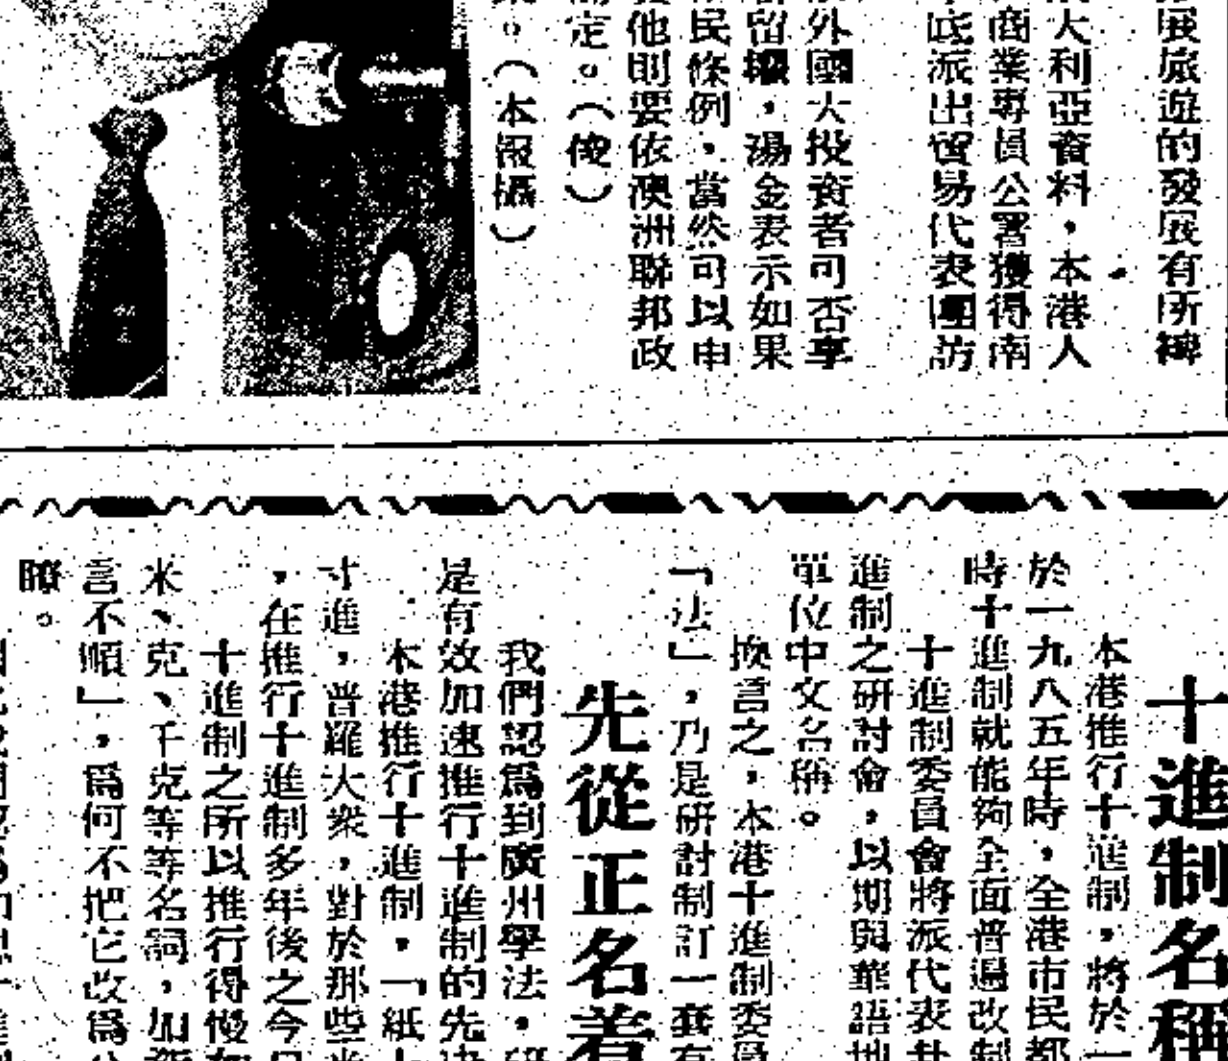 展旅遊的發展有所裨
大利亞資料，本港人
商業專員公署獲得南
底派出貿易代表團訪
外國大投資者可否享
留權，湯金表示如果
民條例，當然可以申
他則要依澳洲聯邦政
定。（俊）
。（本報攝）
十進制名稱
本港推行十進制，將於一
於一九八五年時，全港市民都
時十進制就能夠全面普遍改制
十進制委員會將派代表赴
進制之研討會，以期與華語地
單位中文名稱。
換言之，本港十進制委員
「法」，乃是研討制訂一套有
先從正名着
我們認爲到廣州學法，研
是有效加速推行十進制的先決
本港推行十進制，「紙上
寸進，普羅大衆，對於那些米
，在推行十進制多年後之今日
十進制之所以推行得慢如
米、克、千克等等名詞，加
言不順」，爲何不把它改爲公
瞭。